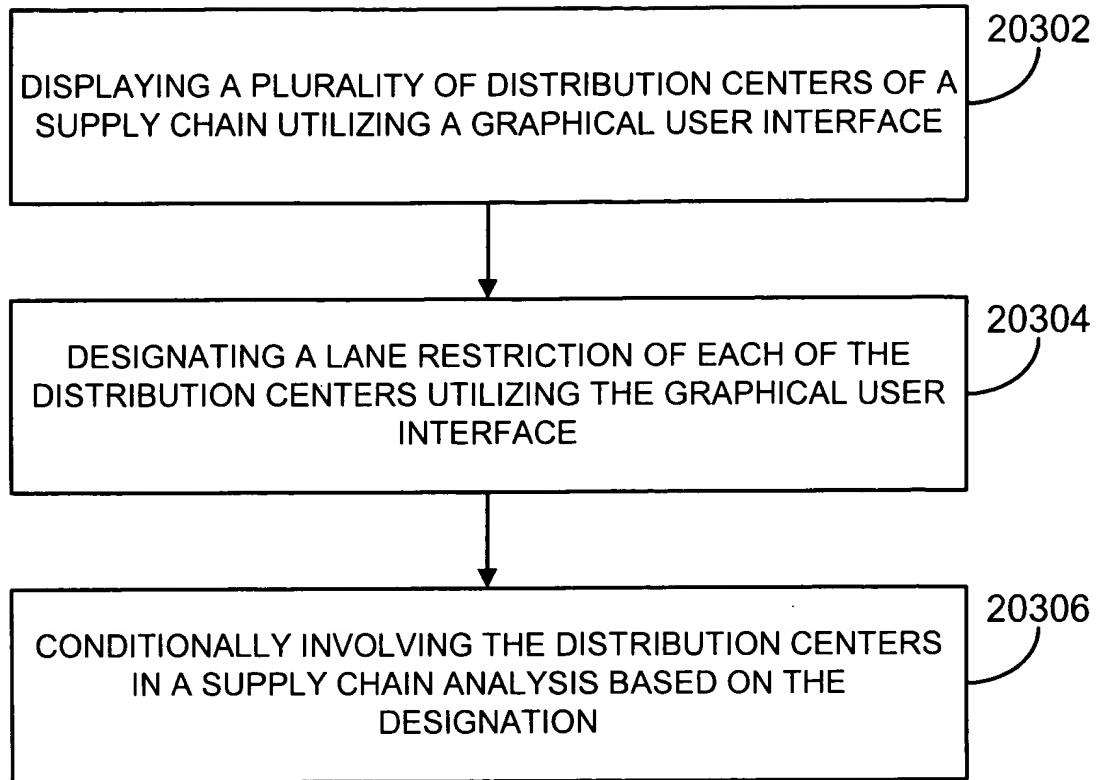 20302
DISPLAYING A PLURALITY OF DISTRIBUTION CENTERS OF A
SUPPLY CHAIN UTILIZING A GRAPHICAL USER INTERFACE
20304
DESIGNATING A LANE RESTRICTION OF EACH OF THE
DISTRIBUTION CENTERS UTILIZING THE GRAPHICAL USER
INTERFACE
20306
CONDITIONALLY INVOLVING THE DISTRIBUTION CENTERS
IN A SUPPLY CHAIN ANALYSIS BASED ON THE
DESIGNATION